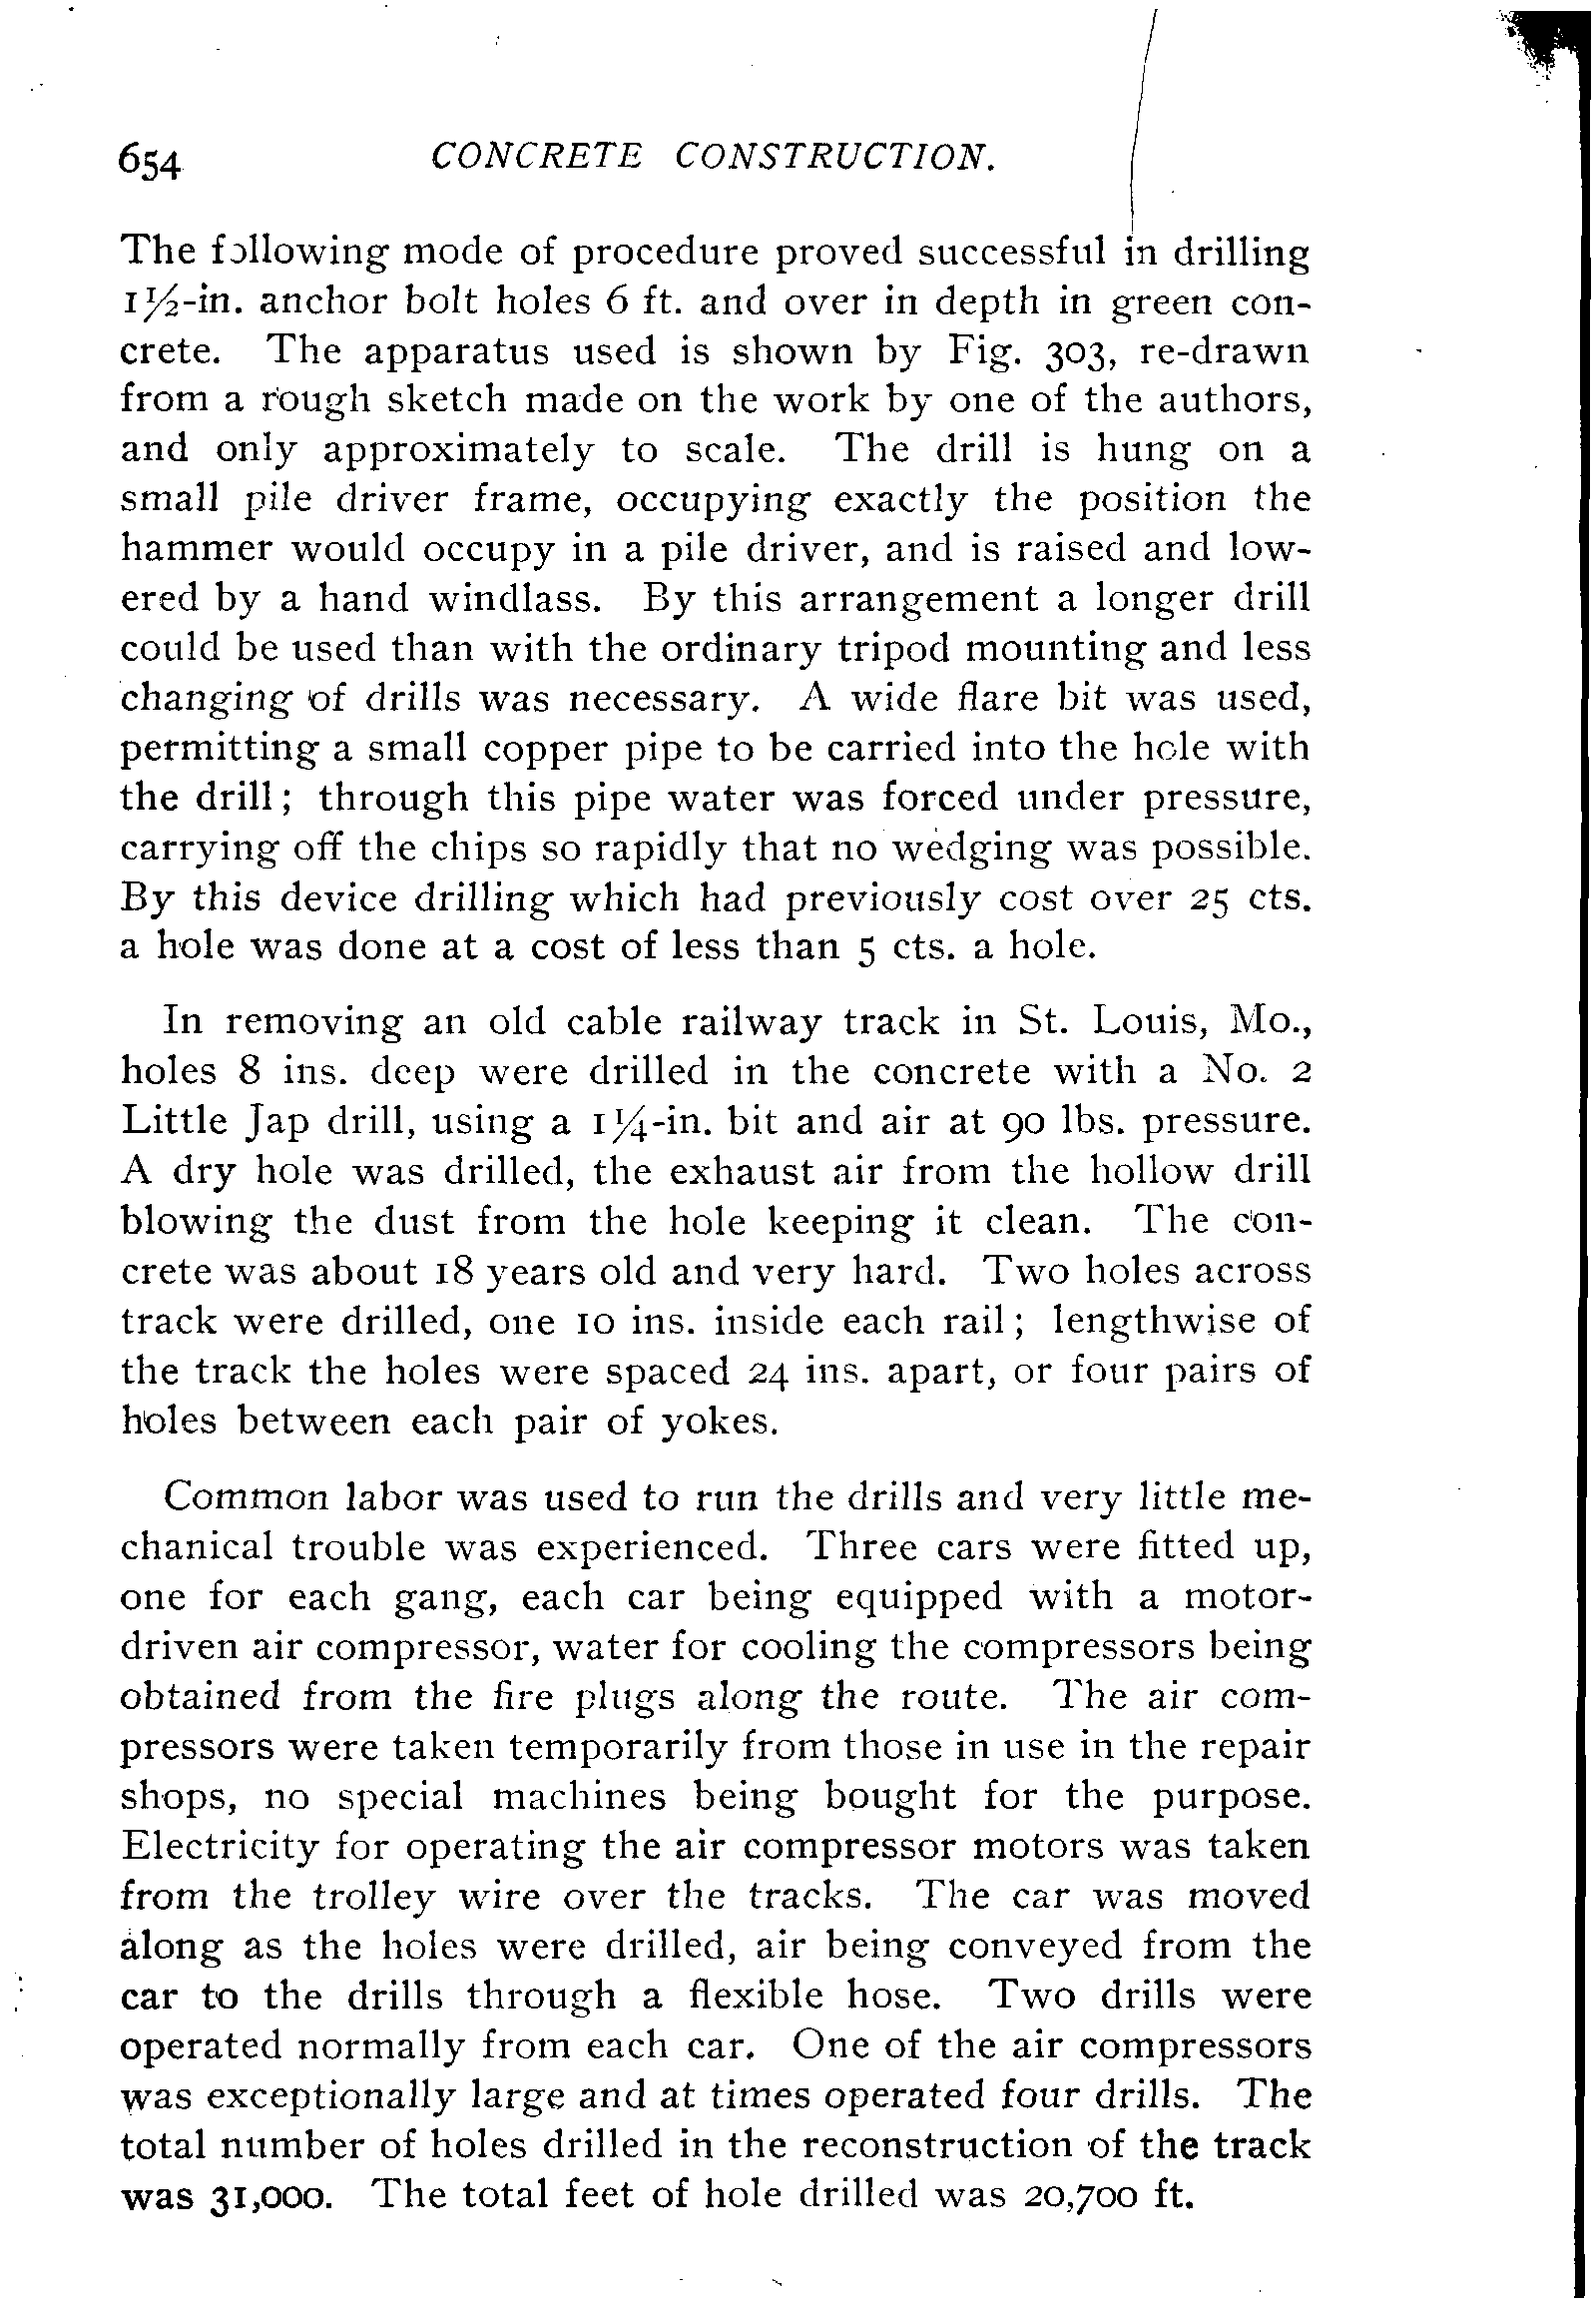 654 CONCRETE CONSTRUCTION.
The following mode of procedure proved successful in drilling
1½-in. anchor bolt holes 6 ft. and over in depth in green con-
crete. The apparatus used is shown by Fig. 303, re-drawn
from a rough sketch made on the work by one of the authors,
and only approximately to scale. The drill is hung on a
small pile driver frame, occupying exactly the position the
hammer would occupy in a pile driver, and is raised and low-
ered by a hand windlass. By this arrangement a longer drill
could be used than with the ordinary tripod mounting and less
changing of drills was necessary. A wide flare bit was used,
permitting a small copper pipe to be carried into the hole with
the drill; through this pipe water was forced under pressure,
carrying off the chips so rapidly that no wedging was possible.
By this device drilling which had previously cost over 25 cts.
a hole was done at a cost of less than 5 cts. a hole.
In removing an old cable railway track in St. Louis, Mo.,
holes 8 ins. deep were drilled in the concrete with a No. 2
Little Jap drill, using a 1¼-in. bit and air at 90 lbs. pressure.
A dry hole was drilled, the exhaust air from the hollow drill
blowing the dust from the hole keeping it clean. The con-
crete was about 18 years old and very hard. Two holes across
track were drilled, one 10 ins. inside each rail; lengthwise of
the track the holes were spaced 24 ins. apart, or four pairs of
holes between each pair of yokes.
Common labor was used to run the drills and very little me-
chanical trouble was experienced. Three cars were fitted up,
one for each gang, each car being equipped with a motor-
driven air compressor, water for cooling the compressors being
obtained from the fire plugs along the route. The air com-
pressors were taken temporarily from those in use in the repair
shops, no special machines being bought for the purpose.
Electricity for operating the air compressor motors was taken
from the trolley wire over the tracks. The car was moved
along as the holes were drilled, air being conveyed from the
car to the drills through a flexible hose. Two drills were
operated normally from each car. One of the air compressors
was exceptionally large and at times operated four drills. The
total number of holes drilled in the reconstruction of the track
was 31,000. The total feet of hole drilled was 20,700 ft.